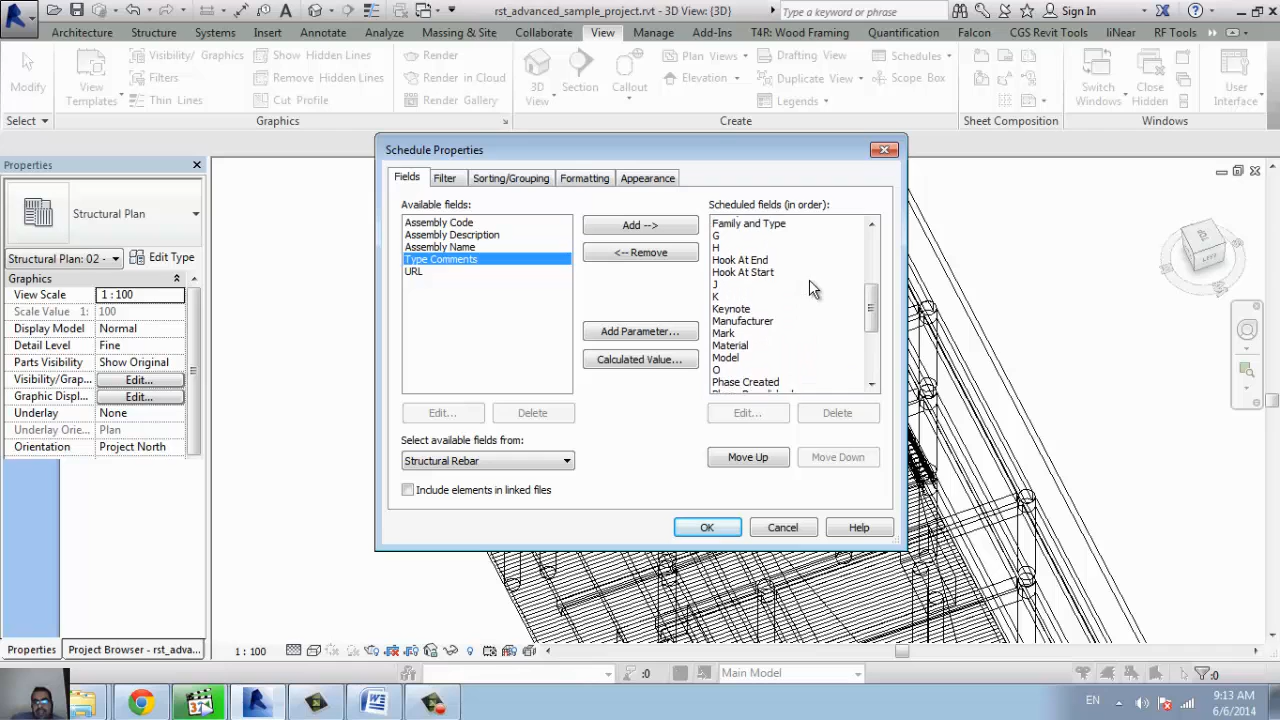 rst_advanced_sample_project.rvt - 3D View: {3D}
Type a keyword or phrase
Sign In
Architecture Structure Systems Insert Annotate Analyze Massing & Site Collaborate View Manage Add-Ins T4R: Wood Framing Quantification Falcon CGS Revit Tools liNear RF Tools
Modify
View Templates
Visibility/ Graphics
Filters
Thin Lines
Show Hidden Lines
Remove Hidden Lines
Cut Profile
Render
Render in Cloud
Render Gallery
3D View
Section
Callout
Plan Views
Elevation
Drafting View
Duplicate View
Legends
Schedules
Scope Box
Switch Windows
Close Hidden
User Interface
Select
Graphics
Create
Sheet Composition
Windows
Properties
Structural Plan
Structural Plan: 02 -
Edit Type
Graphics
View Scale 1 : 100
Scale Value 1: 100
Display Model Normal
Detail Level Fine
Parts Visibility Show Original
Visibility/Grap... Edit...
Graphic Displ... Edit...
Underlay None
Underlay Orie... Plan
Orientation Project North
Properties
Project Browser - rst_adva...
Schedule Properties
Fields Filter Sorting/Grouping Formatting Appearance
Available fields:
Assembly Code
Assembly Description
Assembly Name
Type Comments
URL
Add -->
<-- Remove
Add Parameter...
Calculated Value...
Scheduled fields (in order):
Family and Type
G
H
Hook At End
Hook At Start
J
K
Keynote
Manufacturer
Mark
Material
Model
O
Phase Created
Edit...
Delete
Edit...
Delete
Select available fields from:
Structural Rebar
Move Up
Move Down
Include elements in linked files
OK
Cancel
Help
LEFT
1 : 100
:0
Main Model
:0
EN
9:13 AM
6/6/2014